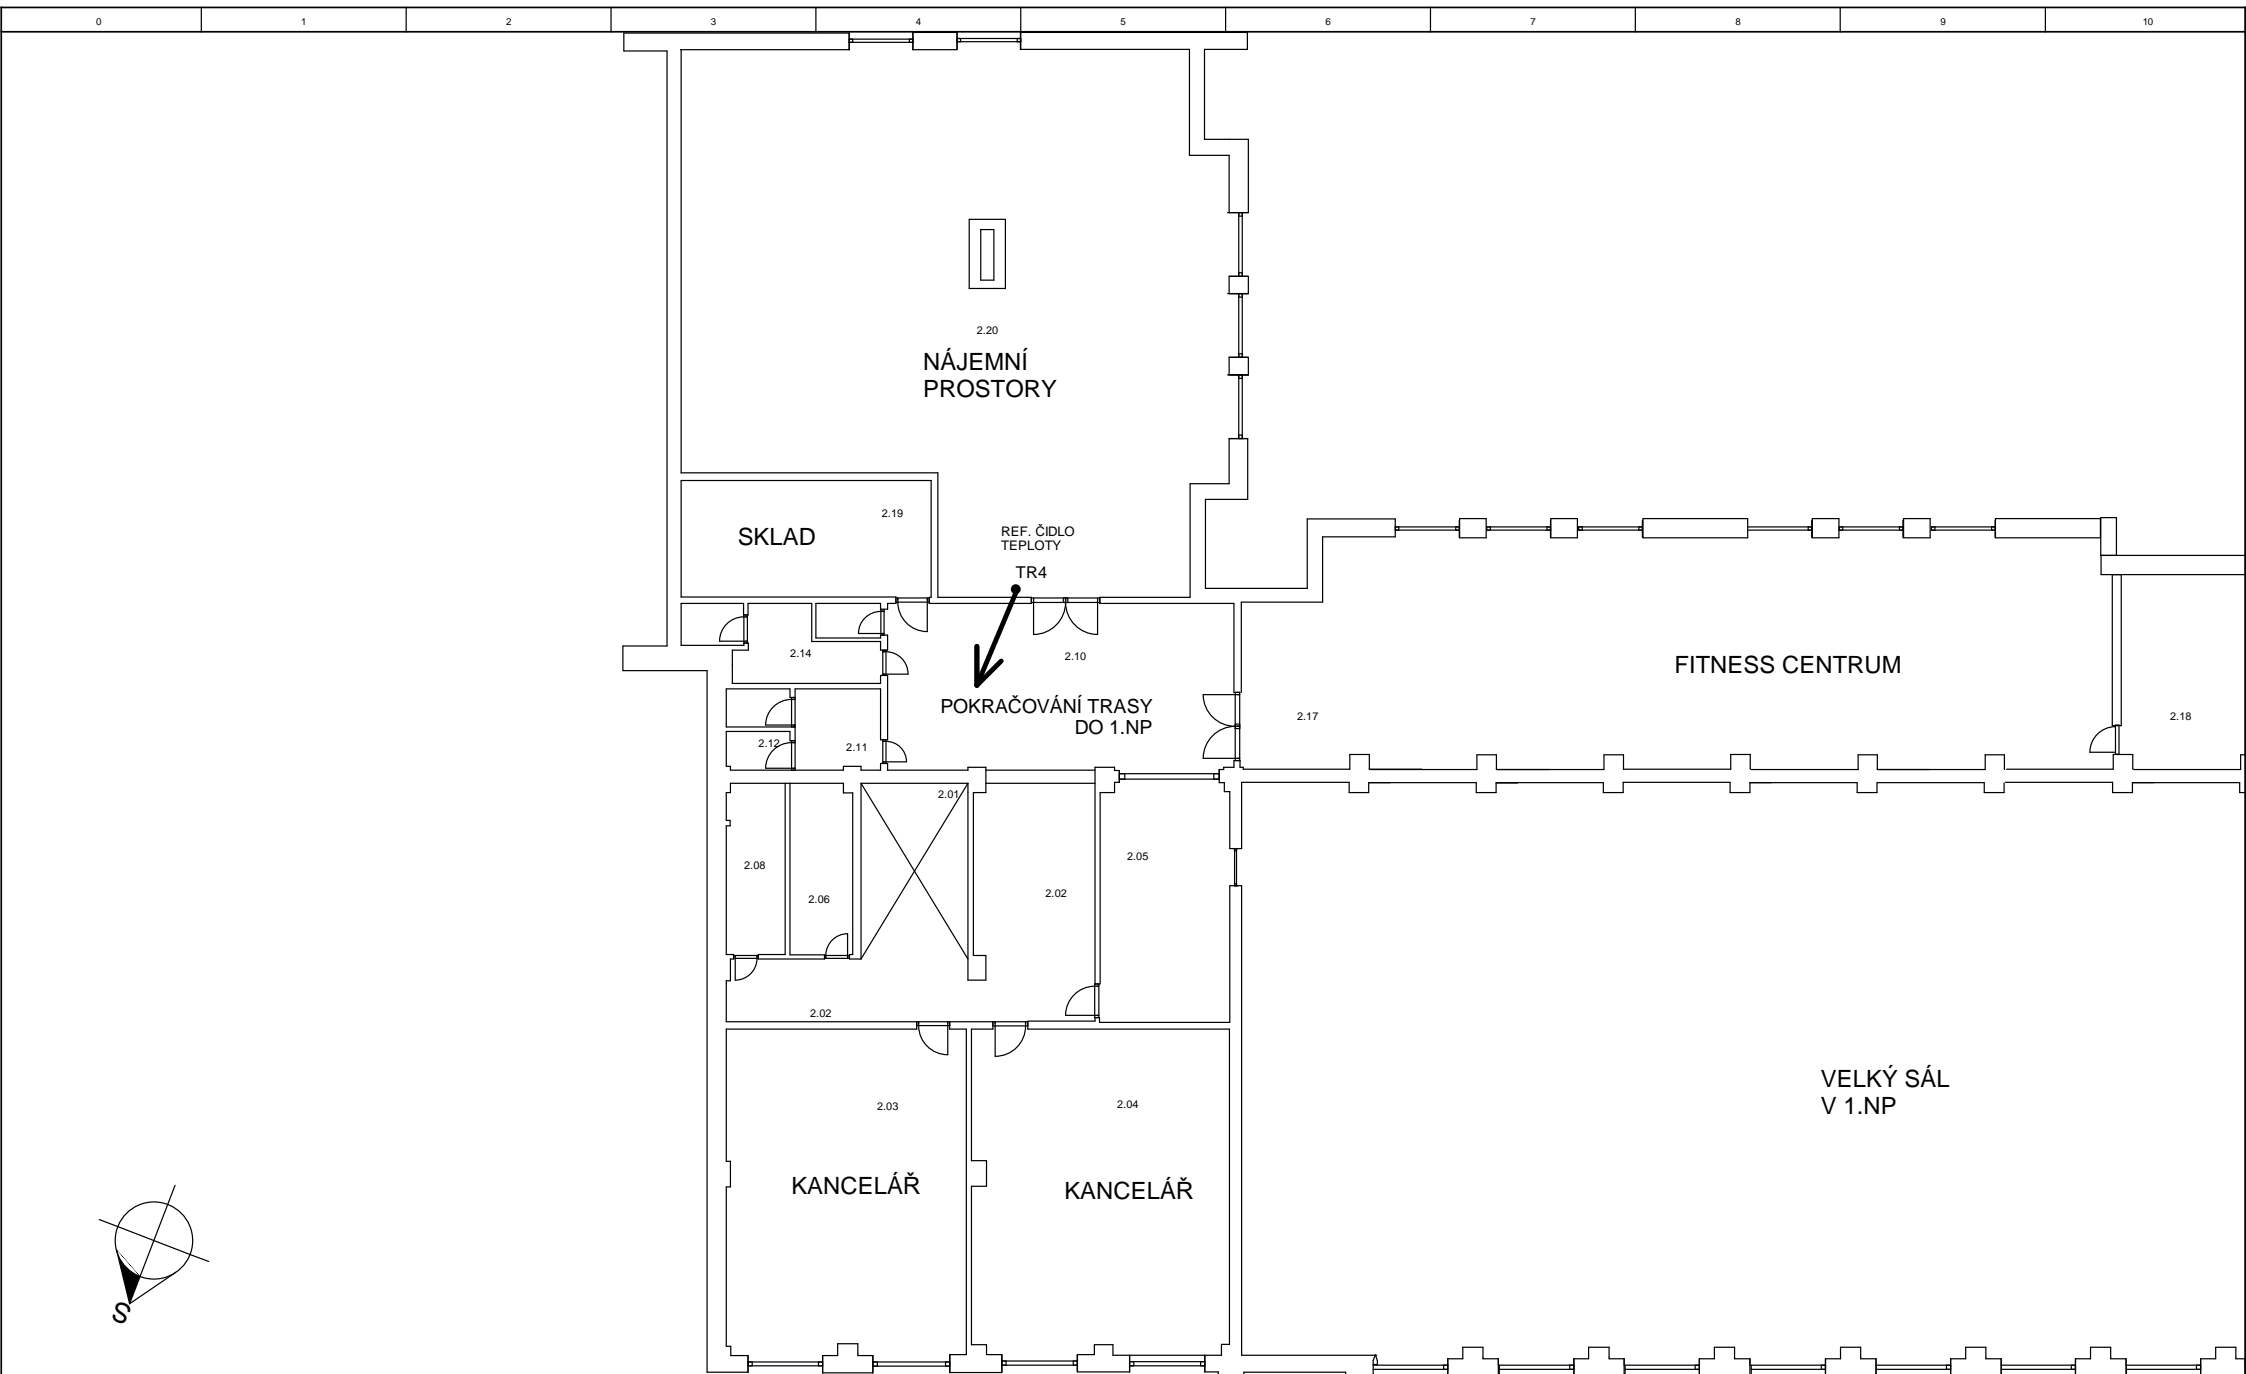 0 1 2 3 4 5 6 7 8 9 10
2.20
NÁJEMNÍ
PROSTORY
2.19
SKLAD
REF. ČIDLO
TEPLOTY
TR4
2.14
2.10
FITNESS CENTRUM
POKRAČOVÁNÍ TRASY
DO 1.NP
2.17
2.18
2.12
2.11
2.01
2.08
2.06
2.02
2.05
2.02
2.03
2.04
VELKÝ SÁL
V 1.NP
KANCELÁŘ
KANCELÁŘ
S